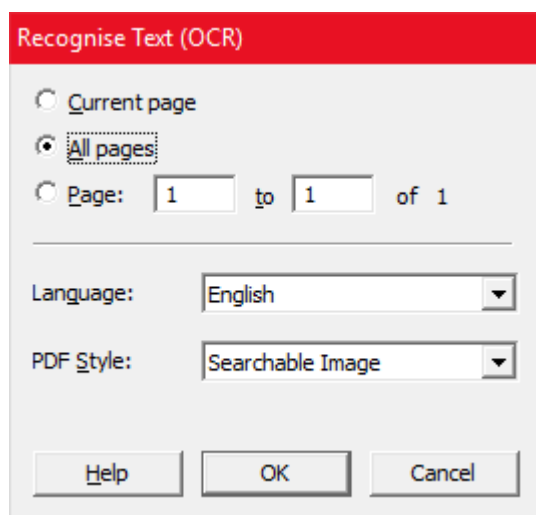 Recognise Text (OCR)
Current page
All pages
Page: 1 to 1 of 1
Language: English
PDF Style: Searchable Image
Help OK Cancel